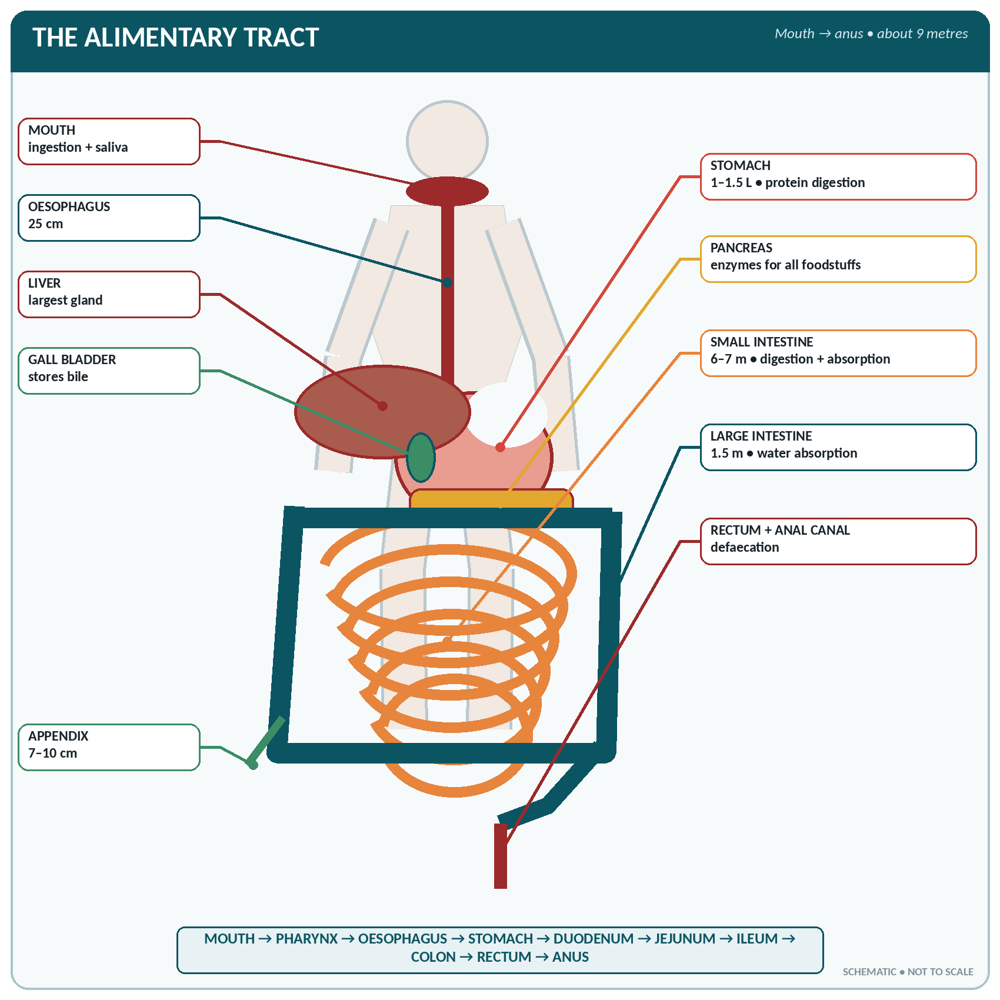 THE ALIMENTARY TRACT
Mouth → anus • about 9 metres
MOUTH
ingestion + saliva
OESOPHAGUS
25 cm
LIVER
largest gland
GALL BLADDER
stores bile
APPENDIX
7–10 cm
STOMACH
1–1.5 L • protein digestion
PANCREAS
enzymes for all foodstuffs
SMALL INTESTINE
6–7 m • digestion + absorption
LARGE INTESTINE
1.5 m • water absorption
RECTUM + ANAL CANAL
defaecation
MOUTH → PHARYNX → OESOPHAGUS → STOMACH → DUODENUM → JEJUNUM → ILEUM →
COLON → RECTUM → ANUS
SCHEMATIC • NOT TO SCALE